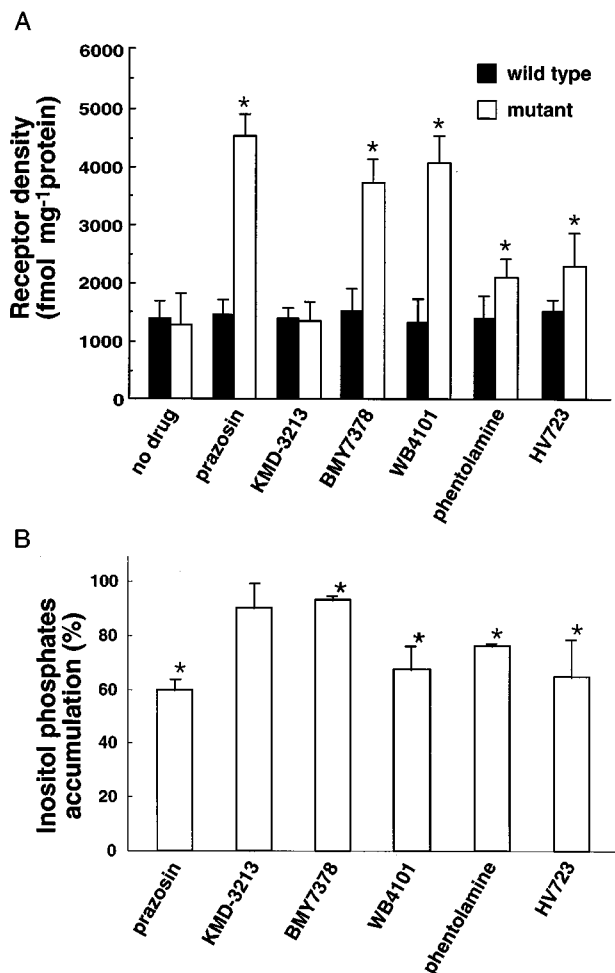 A
Receptor density
(fmol mg-1protein)
6000
5000
4000
3000
2000
1000
0
wild type
mutant
*
*
*
*
*
no drug
prazosin
KMD-3213
BMY7378
WB4101
phentolamine
HV723
B
Inositol phosphates
accumulation (%)
100
80
60
40
20
0
*
*
*
*
*
prazosin
KMD-3213
BMY7378
WB4101
phentolamine
HV723